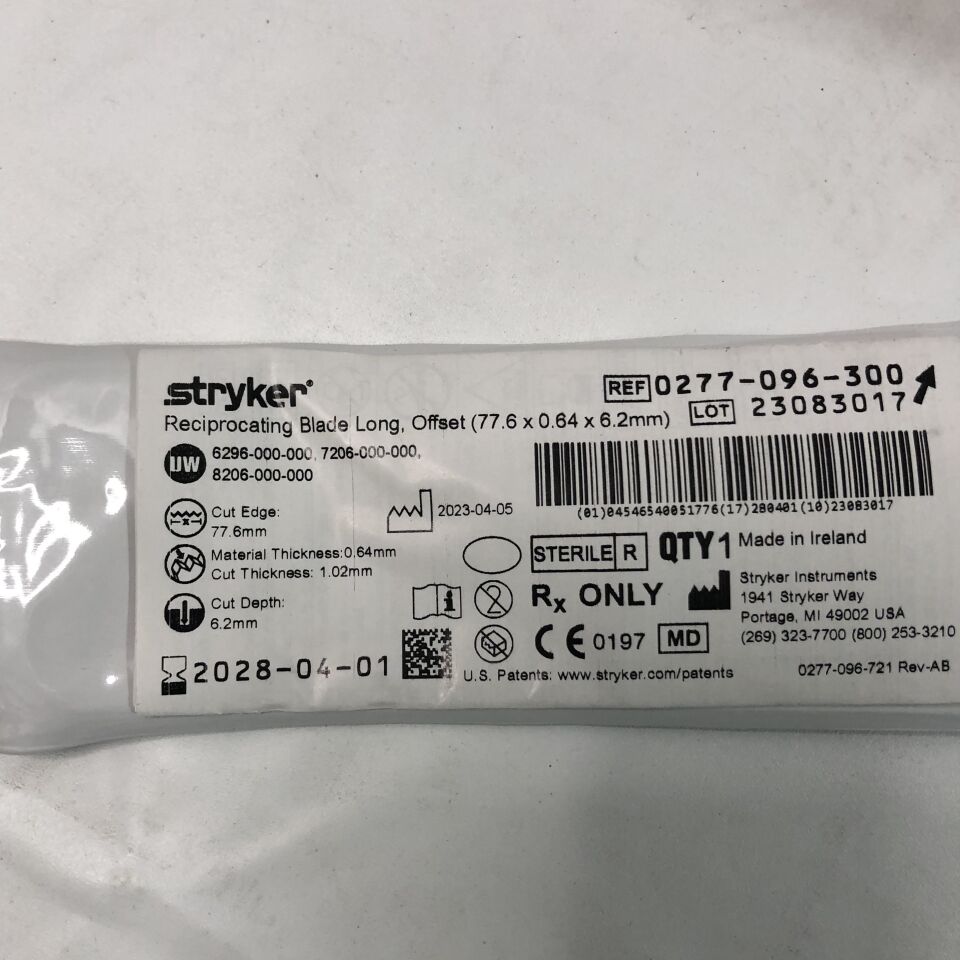 stryker®
REF 0277-096-300
Reciprocating Blade Long, Offset (77.6 x 0.64 x 6.2mm)
LOT 23083017
UW 6296-000-000, 7206-000-000,
8206-000-000
(01)04546540051776(17)280401(10)23083017
Cut Edge:
77.6mm
2023-04-05
Material Thickness:0.64mm
Cut Thickness: 1.02mm
STERILE R QTY 1 Made in Ireland
Cut Depth:
6.2mm
i 2 Rx ONLY
Stryker Instruments
1941 Stryker Way
Portage, MI 49002 USA
(269) 323-7700 (800) 253-3210
CE 0197 MD
2028-04-01
U.S. Patents: www.stryker.com/patents
0277-096-721 Rev-AB